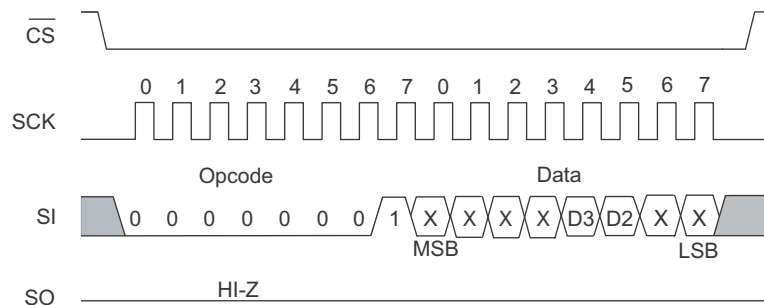 CS
0 1 2 3 4 5 6 7 0 1 2 3 4 5 6 7
SCK
Opcode Data
SI 0 0 0 0 0 0 0 1 X X X X D3 D2 X X
MSB LSB
HI-Z
SO